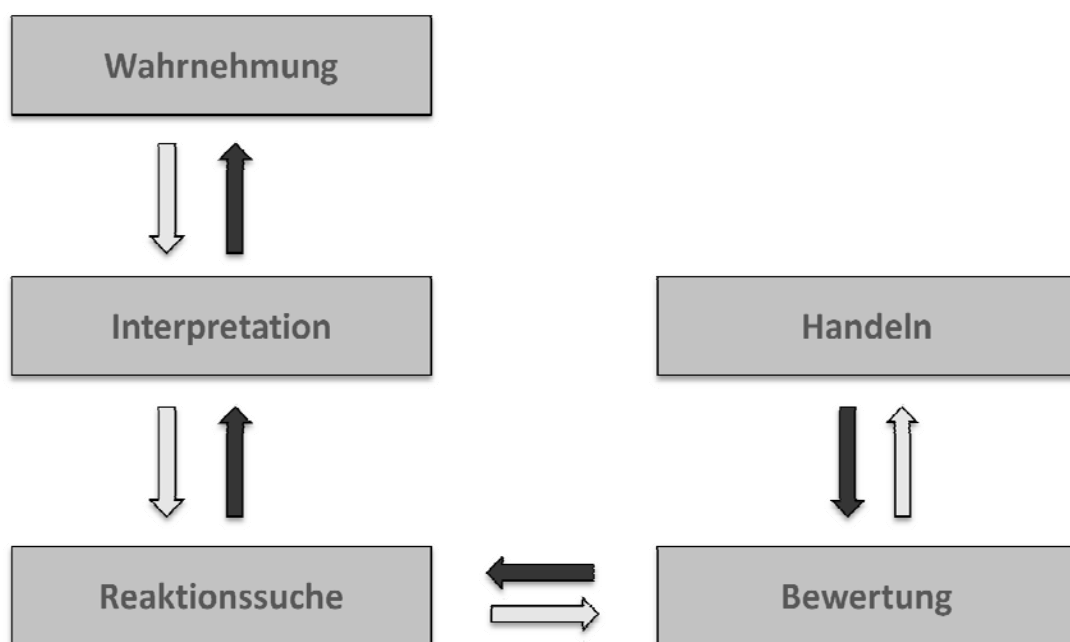 Wahrnehmung
Interpretation
Handeln
Reaktionssuche
Bewertung